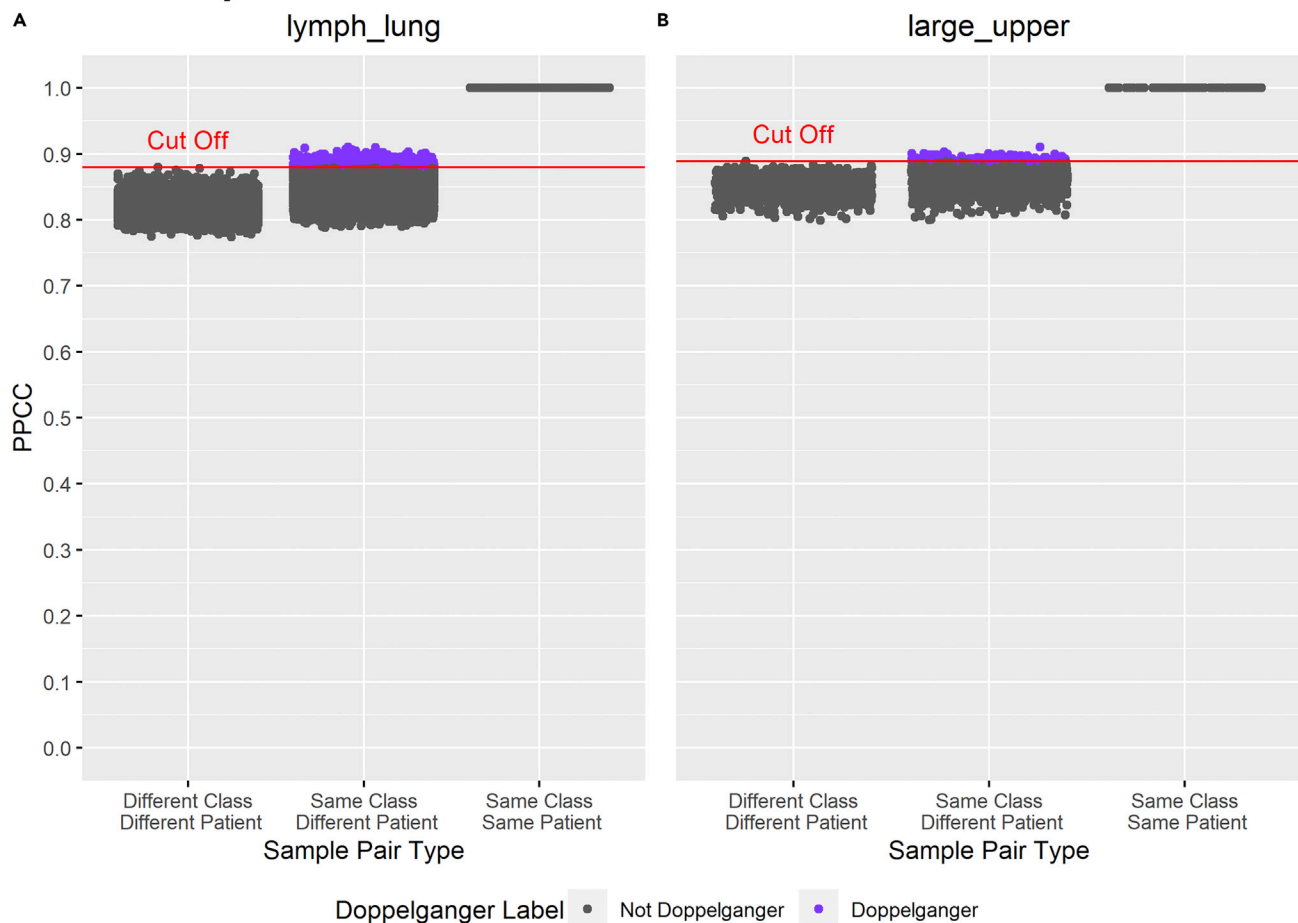 A
lymph_lung
B
large_upper
1.0
0.9
0.8
0.7
0.6
0.5
0.4
0.3
0.2
0.1
0.0
PPCC
Cut Off
Cut Off
Different Class
Different Patient
Same Class
Different Patient
Same Class
Same Patient
Different Class
Different Patient
Same Class
Different Patient
Same Class
Same Patient
Sample Pair Type
Sample Pair Type
Doppelganger Label Not Doppelganger Doppelganger